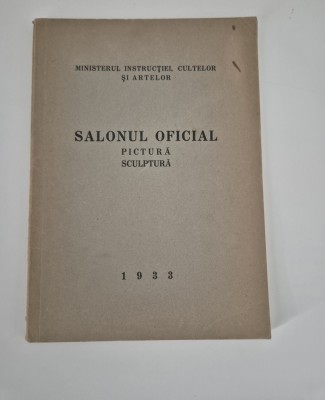 MINISTERUL INSTRUCŢIEI, CULTELOR
ŞI ARTELOR
SALONUL OFICIAL
PICTURĂ
SCULPTURĂ
1933